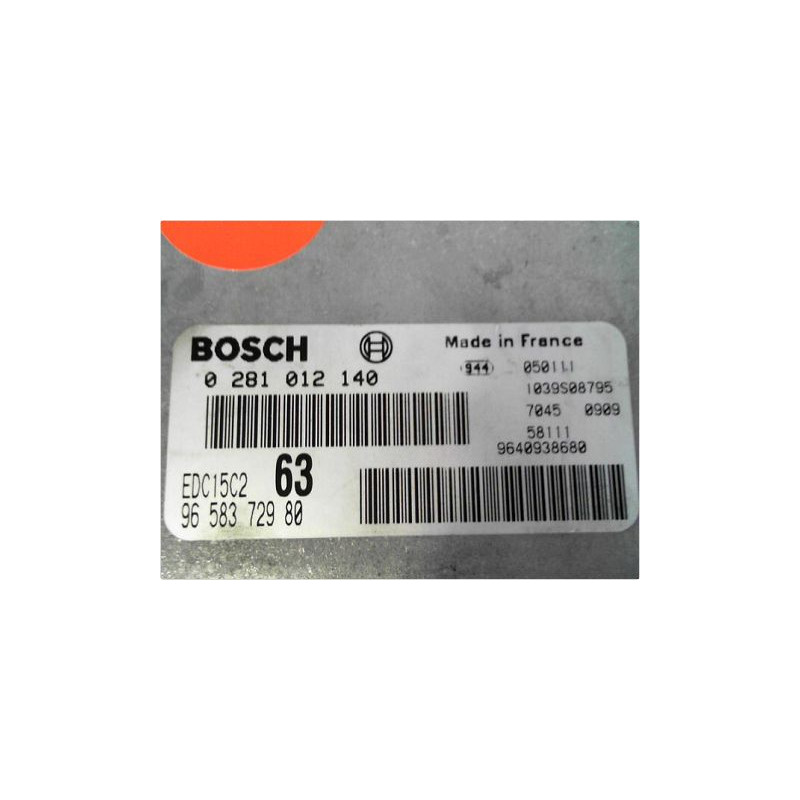 BOSCH
Made in France
0 281 012 140
944 050111
1039S08795
7045 0909
58111
9640938680
EDC15C2 63
96 583 729 80